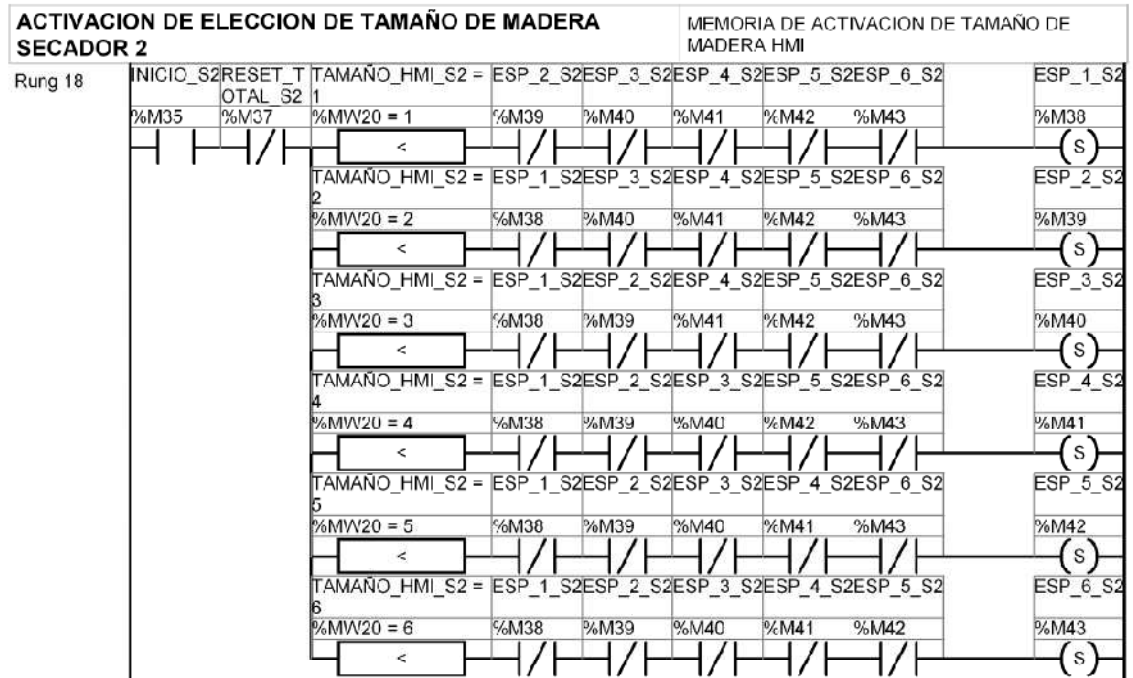 ACTIVACION DE ELECCION DE TAMAÑO DE MADERA
SECADOR 2
MEMORIA DE ACTIVACION DE TAMAÑO DE
MADERA HMI
Rung 18
INICIO_S2 RESET_T TAMAÑO_HMI_S2 = ESP_2_S2 ESP_3_S2 ESP_4_S2 ESP_5_S2 ESP_6_S2 ESP_1_S2
OTAL_S2 1
%M35 %M37 %MW20 = 1 %M39 %M40 %M41 %M42 %M43 %M38
< S
TAMAÑO_HMI_S2 = ESP_1_S2 ESP_3_S2 ESP_4_S2 ESP_5_S2 ESP_6_S2 ESP_2_S2
2
%MW20 = 2 %M38 %M40 %M41 %M42 %M43 %M39
< S
TAMAÑO_HMI_S2 = ESP_1_S2 ESP_2_S2 ESP_4_S2 ESP_5_S2 ESP_6_S2 ESP_3_S2
3
%MW20 = 3 %M38 %M39 %M41 %M42 %M43 %M40
< S
TAMAÑO_HMI_S2 = ESP_1_S2 ESP_2_S2 ESP_3_S2 ESP_5_S2 ESP_6_S2 ESP_4_S2
4
%MW20 = 4 %M38 %M39 %M40 %M42 %M43 %M41
< S
TAMAÑO_HMI_S2 = ESP_1_S2 ESP_2_S2 ESP_3_S2 ESP_4_S2 ESP_6_S2 ESP_5_S2
5
%MW20 = 5 %M38 %M39 %M40 %M41 %M43 %M42
< S
TAMAÑO_HMI_S2 = ESP_1_S2 ESP_2_S2 ESP_3_S2 ESP_4_S2 ESP_5_S2 ESP_6_S2
6
%MW20 = 6 %M38 %M39 %M40 %M41 %M42 %M43
< S